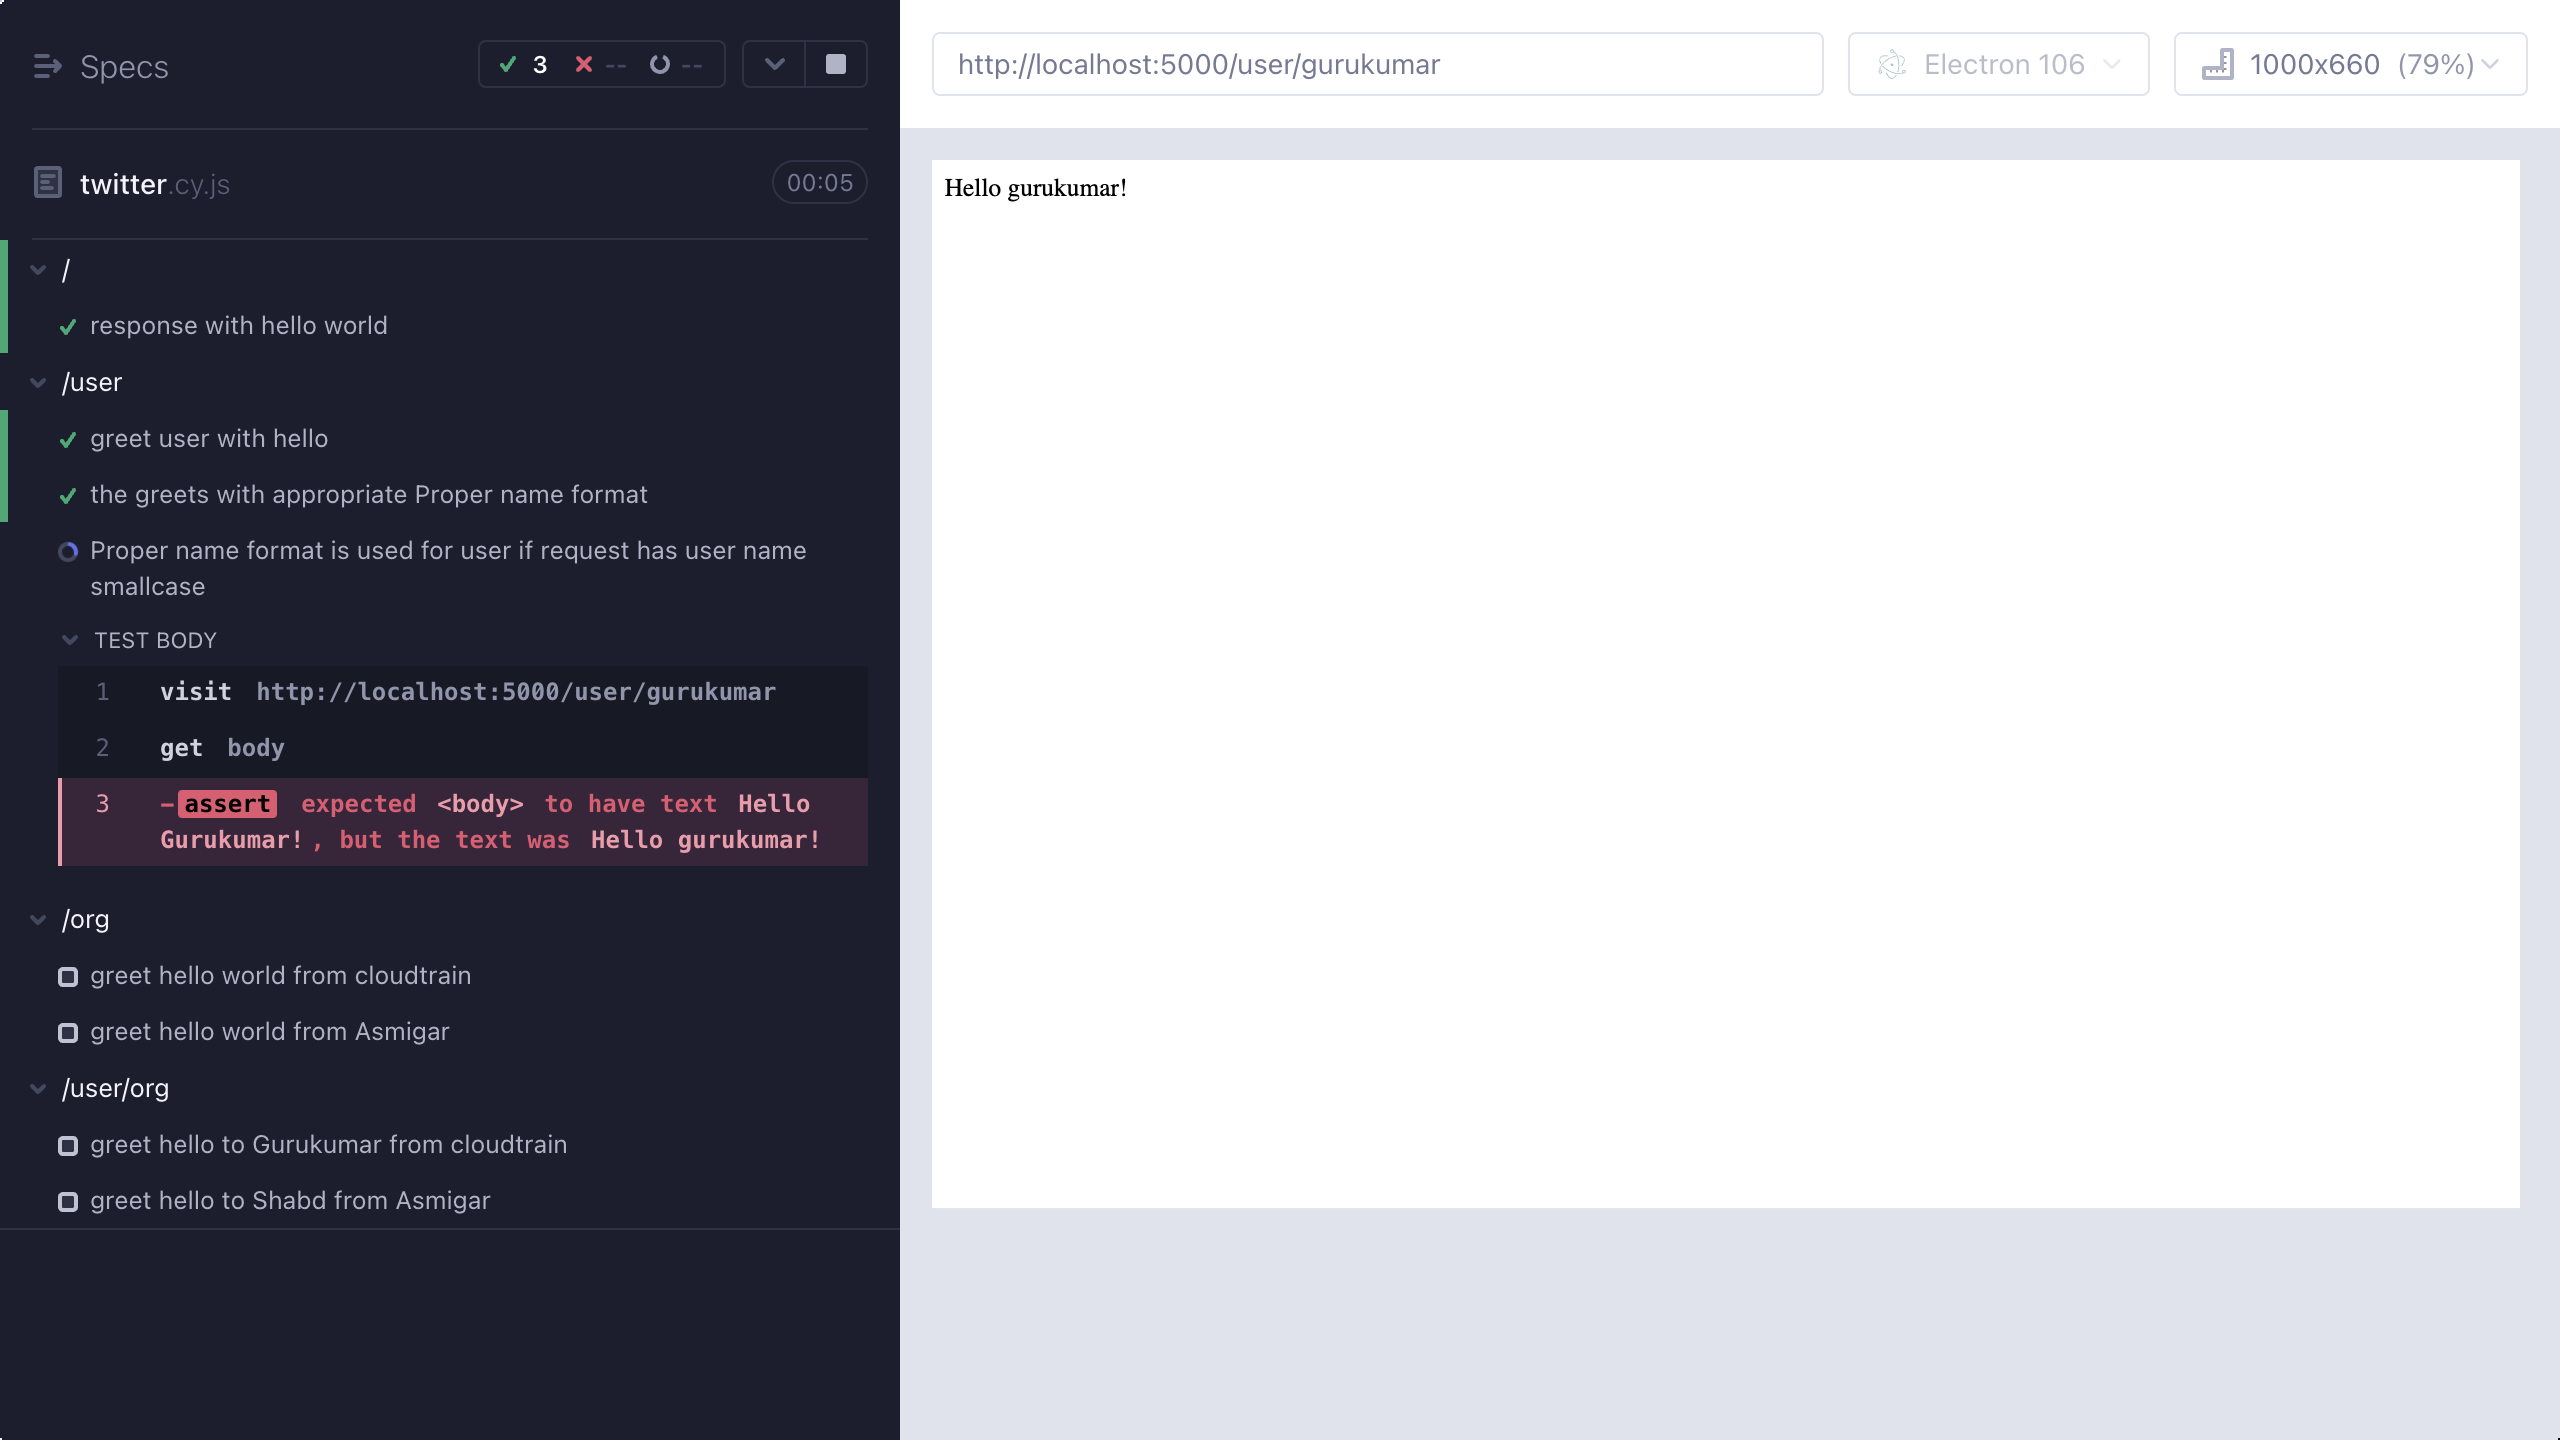 Specs
3 -- --
twitter.cy.js
00:05
/
response with hello world
/user
greet user with hello
the greets with appropriate Proper name format
Proper name format is used for user if request has user name
smallcase
TEST BODY
1 visit http://localhost:5000/user/gurukumar
2 get body
3 -assert expected <body> to have text Hello
Gurukumar!, but the text was Hello gurukumar!
/org
greet hello world from cloudtrain
greet hello world from Asmigar
/user/org
greet hello to Gurukumar from cloudtrain
greet hello to Shabd from Asmigar
http://localhost:5000/user/gurukumar
Electron 106
1000x660 (79%)
Hello gurukumar!